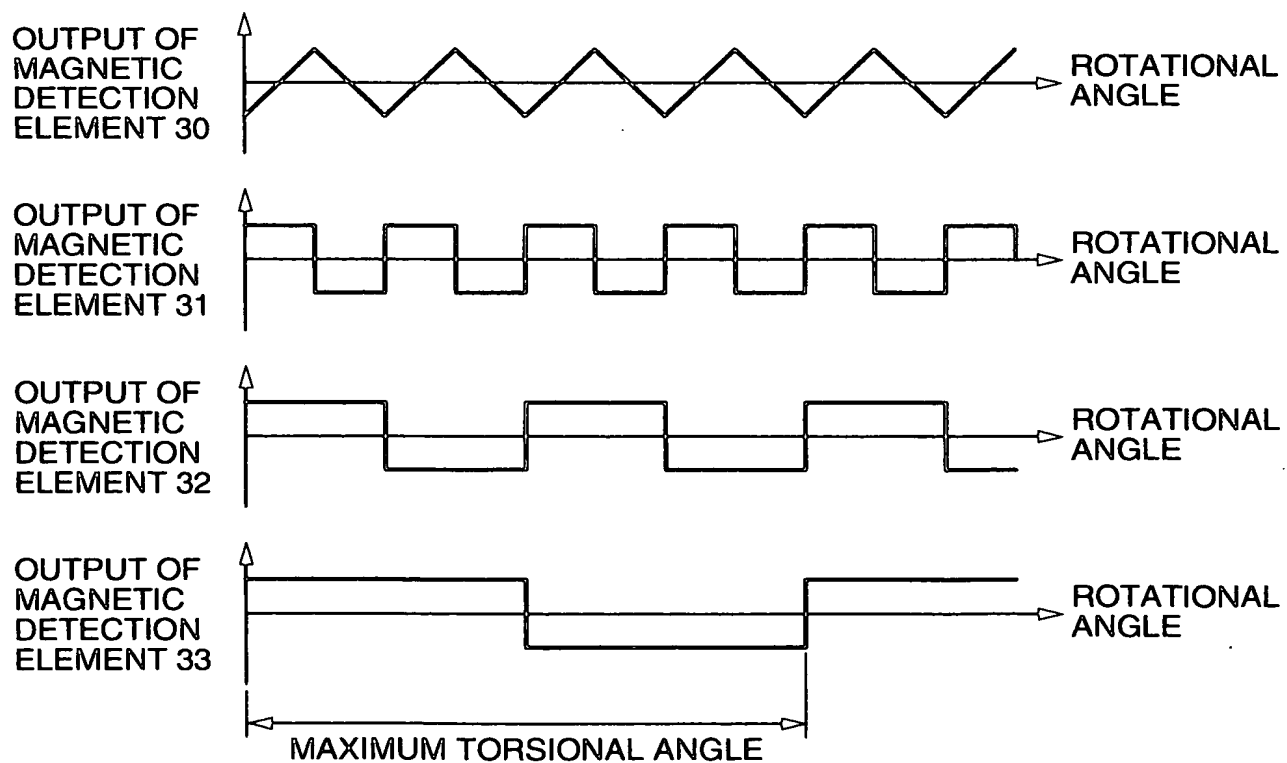 OUTPUT OF
MAGNETIC
DETECTION
ELEMENT 30
ROTATIONAL
ANGLE
OUTPUT OF
MAGNETIC
DETECTION
ELEMENT 31
ROTATIONAL
ANGLE
OUTPUT OF
MAGNETIC
DETECTION
ELEMENT 32
ROTATIONAL
ANGLE
OUTPUT OF
MAGNETIC
DETECTION
ELEMENT 33
ROTATIONAL
ANGLE
MAXIMUM TORSIONAL ANGLE